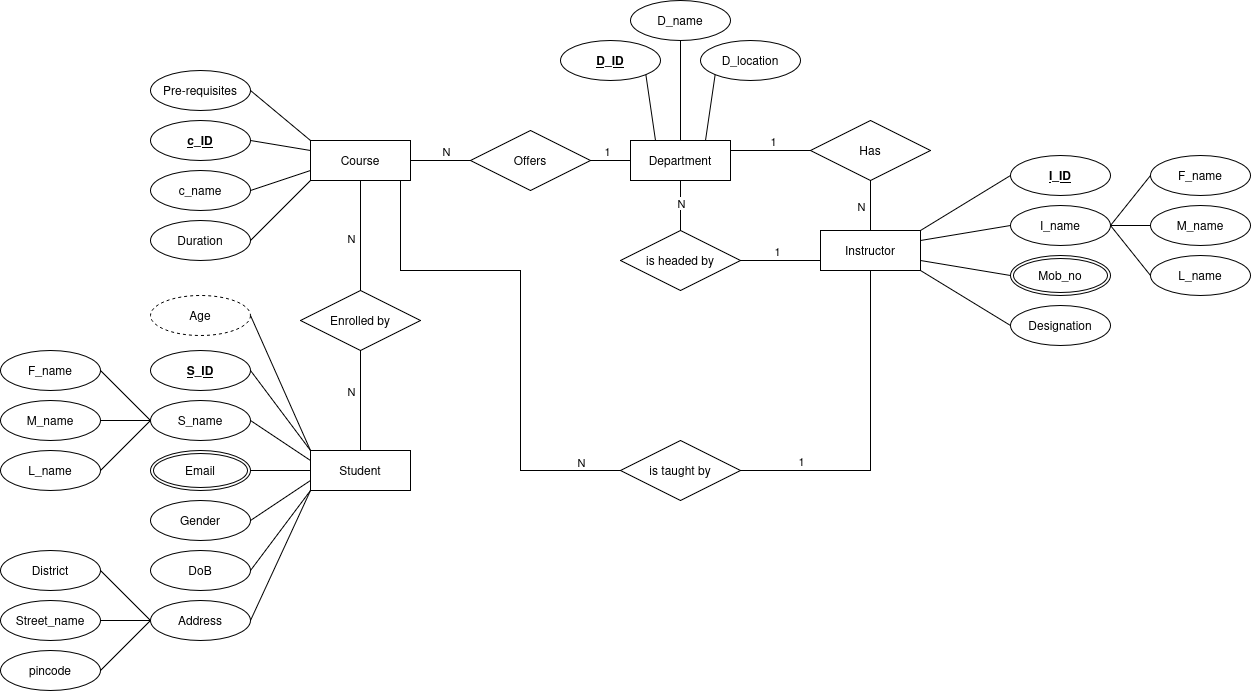 D_name
D_ID
D_location
Pre-requisites
c_ID
c_name
Duration
Course
N
Offers
1
Department
1
Has
N
N
is headed by
1
Instructor
I_ID
I_name
Mob_no
Designation
F_name
M_name
L_name
N
Enrolled by
N
Age
S_ID
S_name
Email
Gender
DoB
Address
F_name
M_name
L_name
District
Street_name
pincode
Student
N
is taught by
1